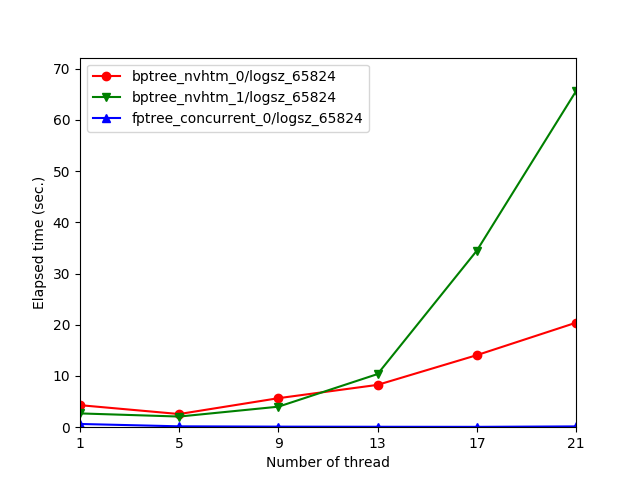 bptree_nvhtm_0/logsz_65824
bptree_nvhtm_1/logsz_65824
fptree_concurrent_0/logsz_65824
70
60
50
40
30
20
10
0
Elapsed time (sec.)
1 5 9 13 17 21
Number of thread